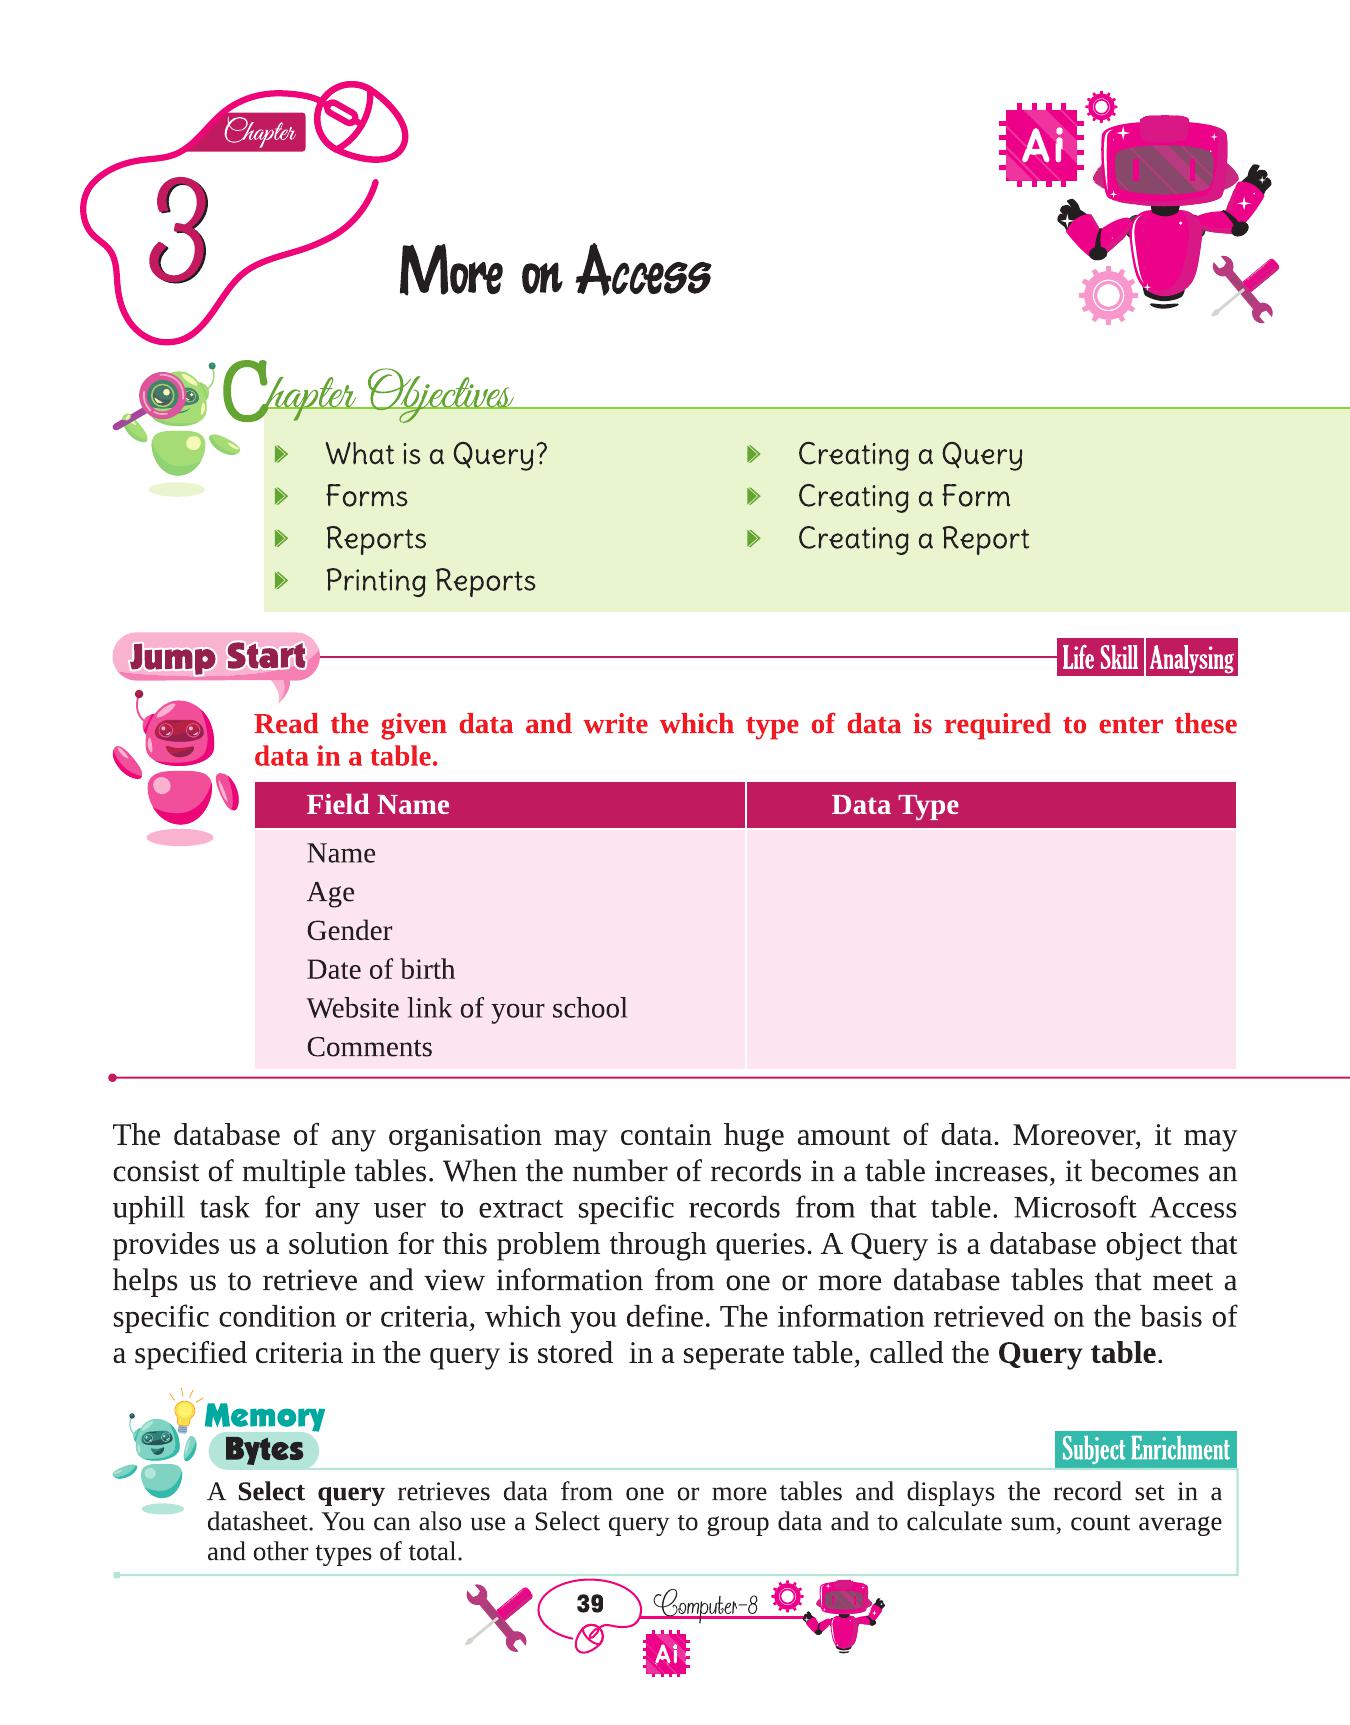 Chapter
3
Ai
More on Access
Chapter Objectives
What is a Query?
Creating a Query
Forms
Creating a Form
Reports
Creating a Report
Printing Reports
Jump Start
Life Skill Analysing
Read the given data and write which type of data is required to enter these
data in a table.
Field Name Data Type
Name
Age
Gender
Date of birth
Website link of your school
Comments
The database of any organisation may contain huge amount of data. Moreover, it may
consist of multiple tables. When the number of records in a table increases, it becomes an
uphill task for any user to extract specific records from that table. Microsoft Access
provides us a solution for this problem through queries. A Query is a database object that
helps us to retrieve and view information from one or more database tables that meet a
specific condition or criteria, which you define. The information retrieved on the basis of
a specified criteria in the query is stored in a seperate table, called the Query table.
Memory
Bytes
Subject Enrichment
A Select query retrieves data from one or more tables and displays the record set in a
datasheet. You can also use a Select query to group data and to calculate sum, count average
and other types of total.
39
Computer-8
Ai